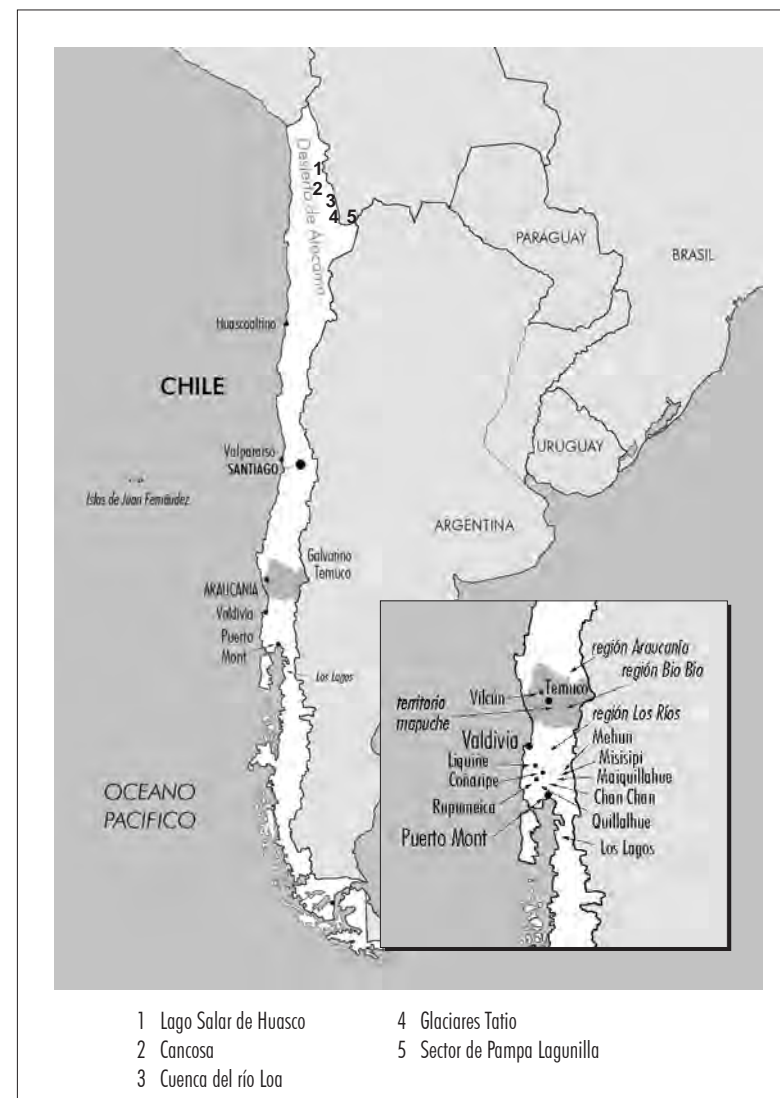 Desierto de Atacama
1
2
3
4 5
PARAGUAY
BRASIL
Huascoaltino
CHILE
URUGUAY
Valparaíso
SANTIAGO
Islas de Juan Fernández
ARGENTINA
Galvarino
Temuco
ARAUCANIA
Valdivia
Puerto
Mont
Los Lagos
OCEANO
PACIFICO
región Araucanía
región Bio Bío
Temuco
Vilcún
territorio
mapuche
región Los Ríos
Valdivia
Mehun
Misisipi
Liquiñe
Maiquillahue
Coñaripe
Chan Chan
Rupumeica
Quillalhue
Puerto Mont
Los Lagos
1 Lago Salar de Huasco
2 Cancosa
3 Cuenca del río Loa
4 Glaciares Tatio
5 Sector de Pampa Lagunilla